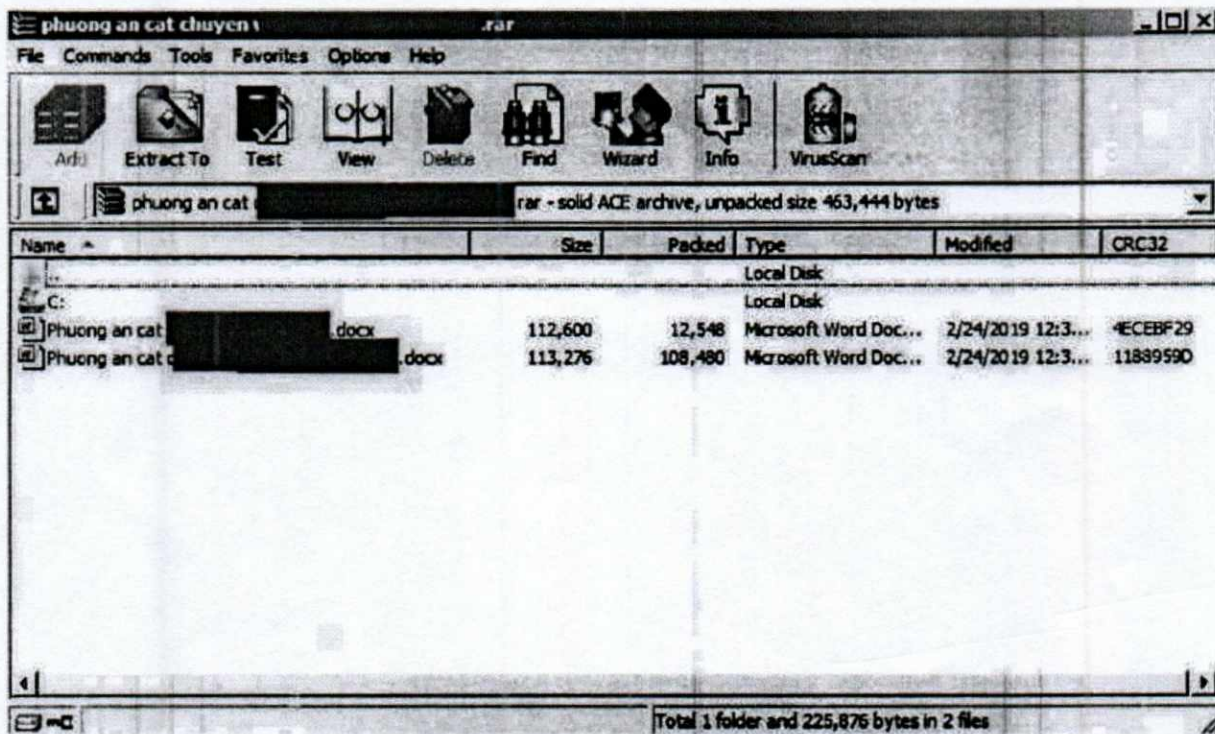 phuong an cat chuyen .rar
File Commands Tools Favorites Options Help
Add Extract To Test View Delete Find Wizard Info VirusScan
phuong an cat rar - solid ACE archive, unpacked size 463,444 bytes
Name Size Packed Type Modified CRC32
.. Local Disk
C: Local Disk
Phuong an cat .docx 112,600 12,548 Microsoft Word Doc... 2/24/2019 12:3... 4ECEBF29
Phuong an cat .docx 113,276 108,480 Microsoft Word Doc... 2/24/2019 12:3...
Total 1 folder and 225,876 bytes in 2 files